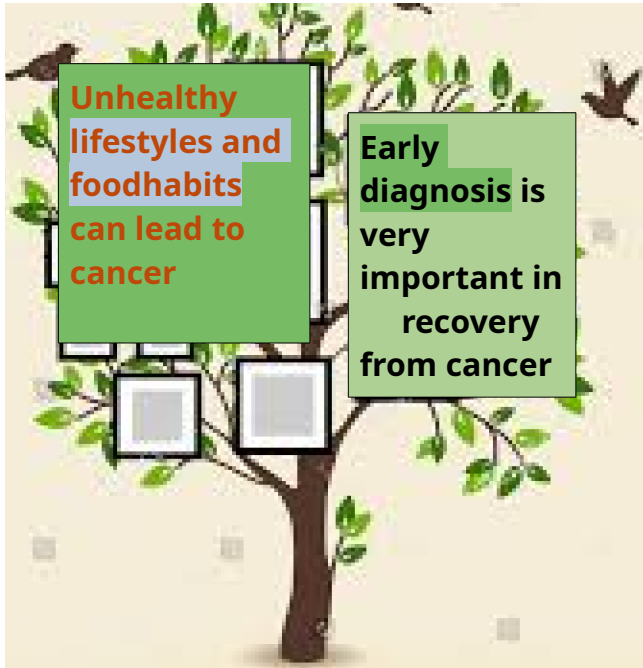 Unhealthy
lifestyles and
foodhabits
can lead to
cancer
Early
diagnosis is
very
important in
recovery
from cancer